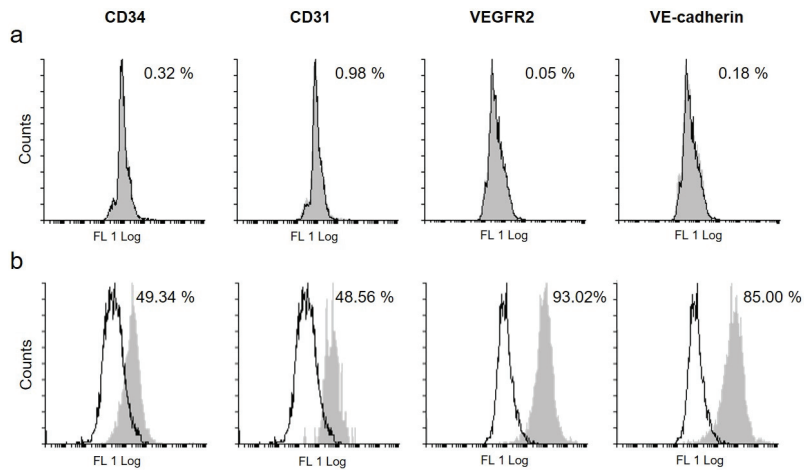 CD34 CD31 VEGFR2 VE-cadherin
a
0.32 % 0.98 % 0.05 % 0.18 %
Counts
FL 1 Log FL 1 Log FL 1 Log FL 1 Log
b
49.34 % 48.56 % 93.02% 85.00 %
Counts
FL 1 Log FL 1 Log FL 1 Log FL 1 Log